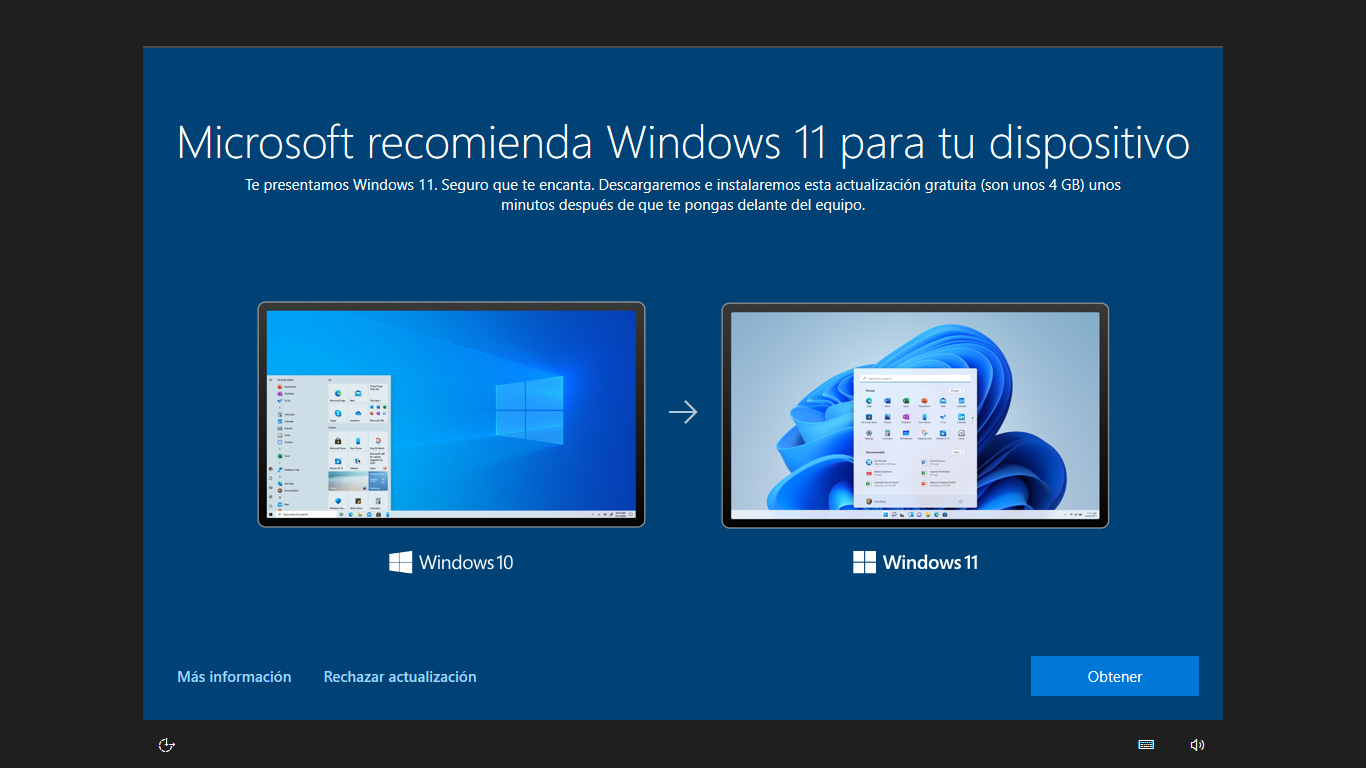 Microsoft recomienda Windows 11 para tu dispositivo
Te presentamos Windows 11. Seguro que te encanta. Descargaremos e instalaremos esta actualización gratuita (son unos 4 GB) unos
minutos después de que te pongas delante del equipo.
Windows 10
Windows 11
Más información
Rechazar actualización
Obtener